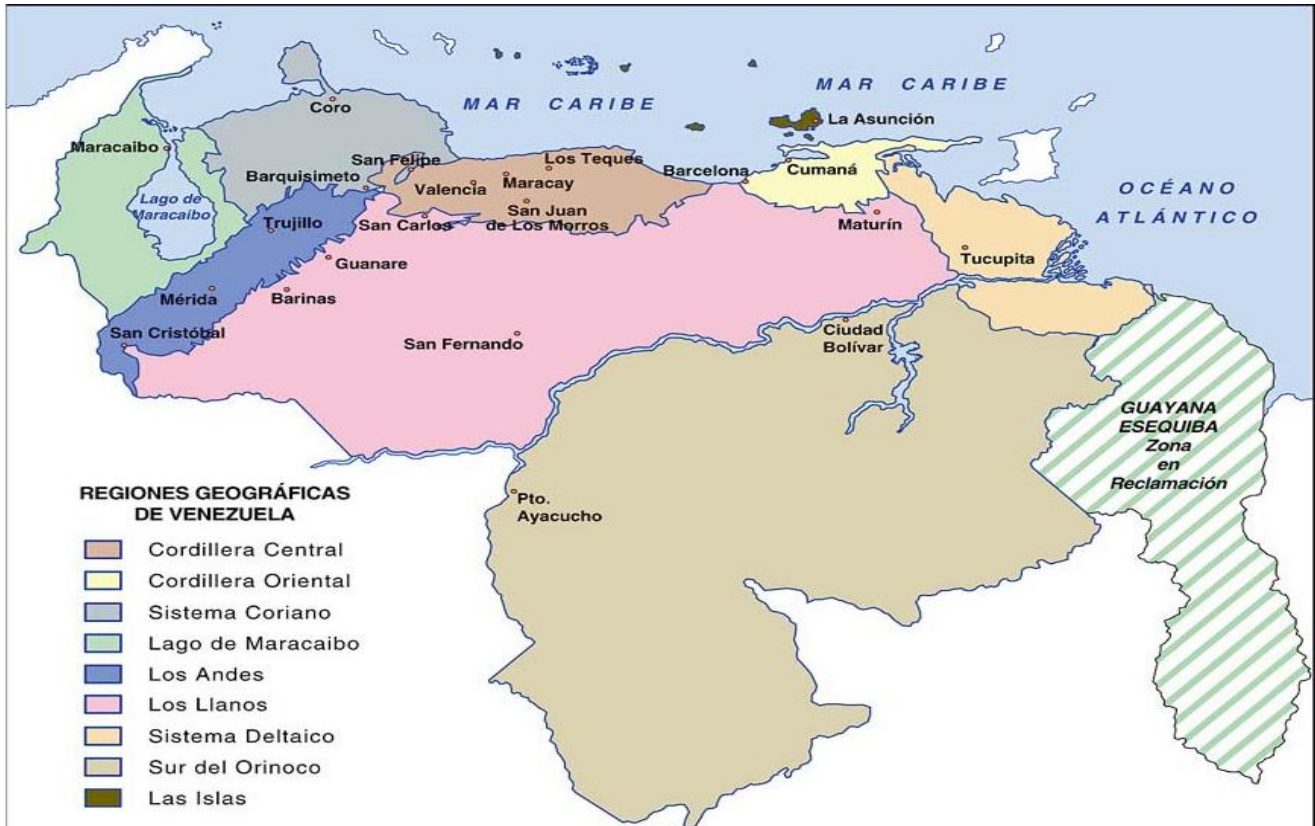 MAR CARIBE
MAR CARIBE
Coro
La Asunción
Maracaibo
San Felipe
Los Teques
Barcelona
Cumaná
Barquisimeto
Valencia
Maracay
OCÉANO
ATLÁNTICO
Lago de
Maracaibo
Trujillo
San Carlos
San Juan
de Los Morros
Maturín
Tucupita
Guanare
Mérida
Barinas
San Cristóbal
San Fernando
Ciudad
Bolívar
GUAYANA
ESEQUIBA
Zona
en
Reclamación
Pto.
Ayacucho
REGIONES GEOGRÁFICAS
DE VENEZUELA
Cordillera Central
Cordillera Oriental
Sistema Coriano
Lago de Maracaibo
Los Andes
Los Llanos
Sistema Deltaico
Sur del Orinoco
Las Islas